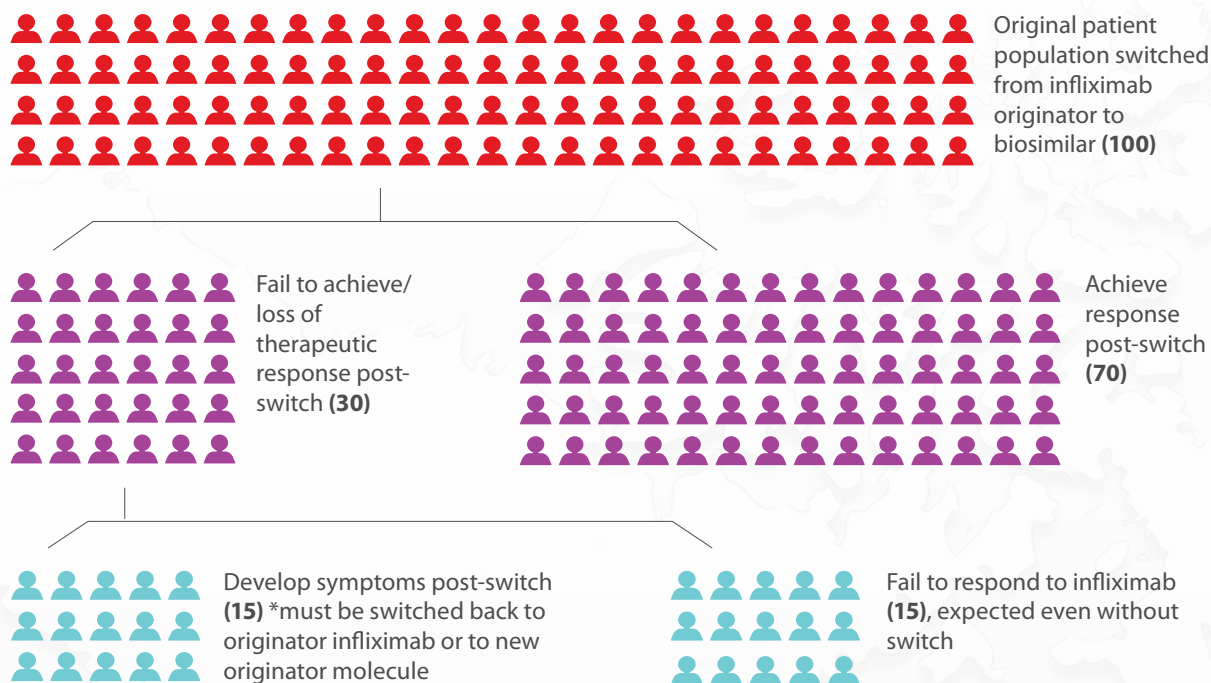 Original patient
population switched
from infliximab
originator to
biosimilar (100)
Fail to achieve/
loss of
therapeutic
response post-
switch (30)
Achieve
response
post-switch
(70)
Develop symptoms post-switch
(15) *must be switched back to
originator infliximab or to new
originator molecule
Fail to respond to infliximab
(15), expected even without
switch